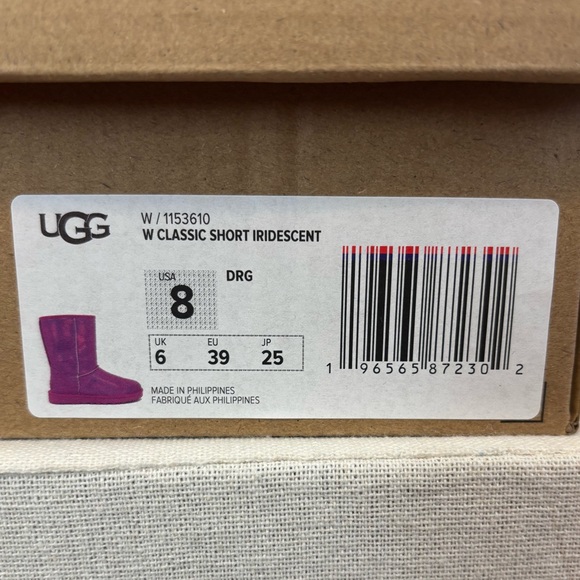 UGG
W / 1153610
W CLASSIC SHORT IRIDESCENT
USA
8
DRG
UK EU JP
6 39 25
MADE IN PHILIPPINES
FABRIQUÉ AUX PHILIPPINES
1 96565 87230 2